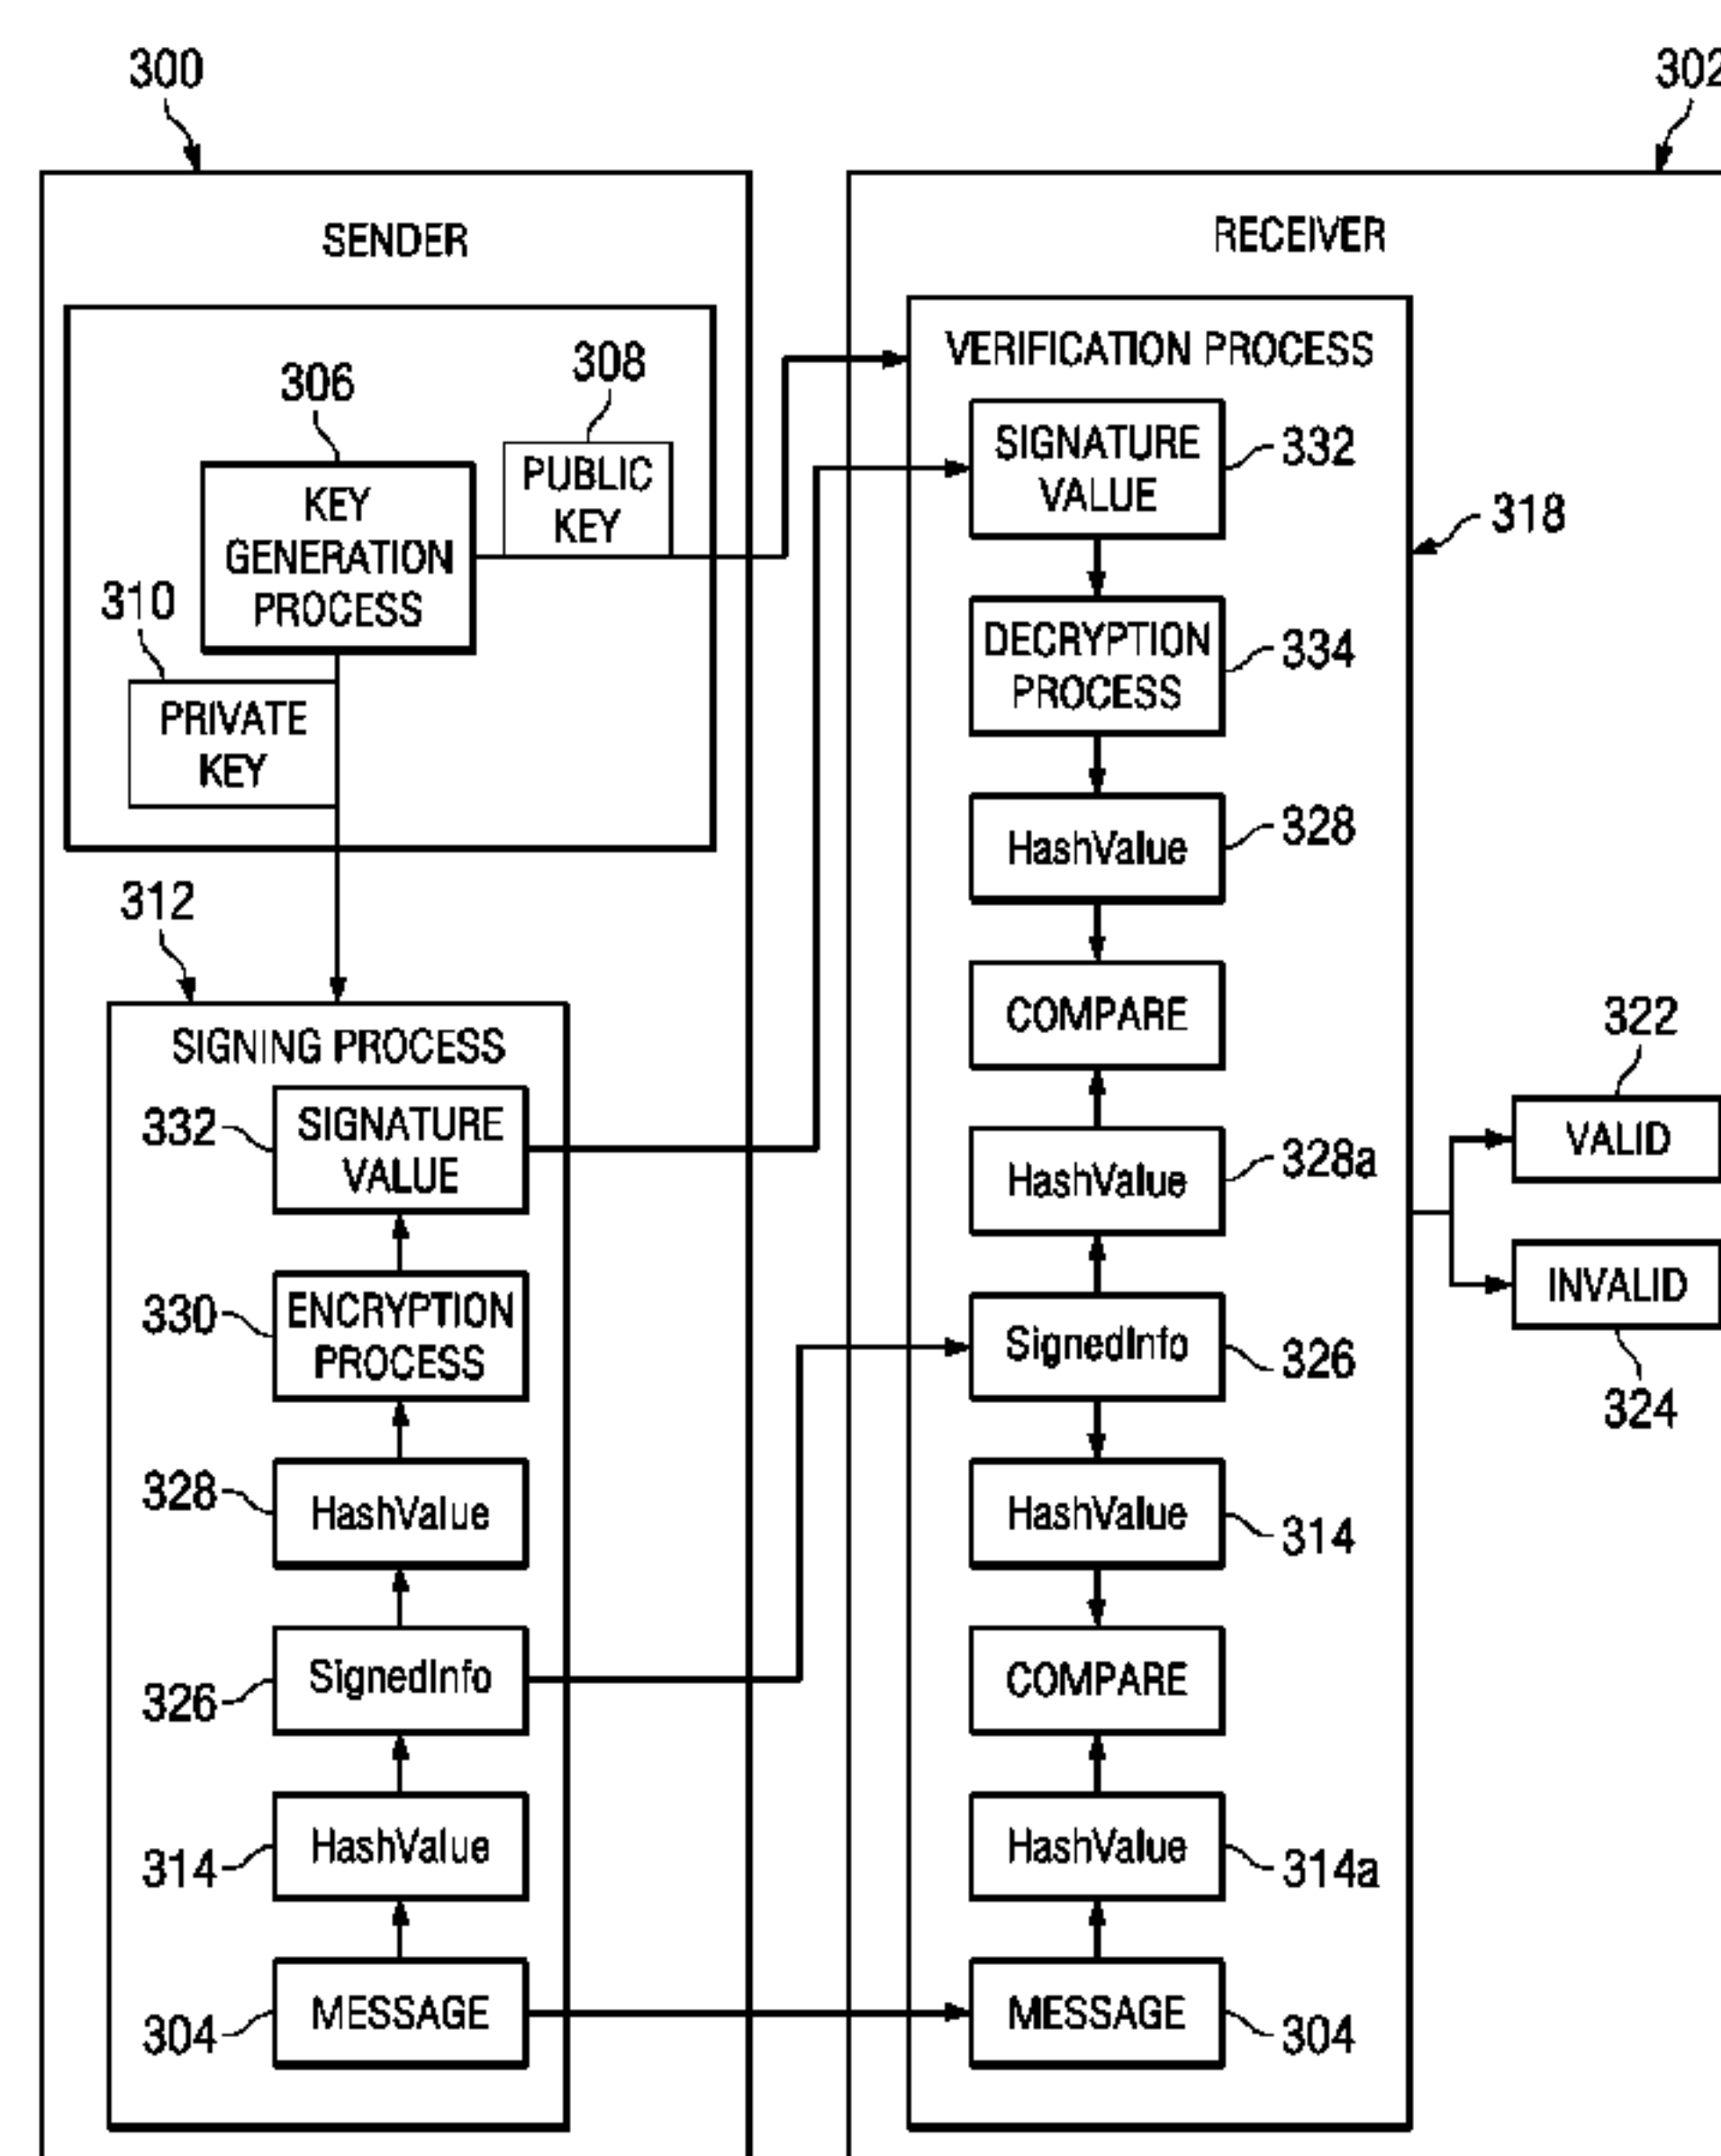 300
302
SENDER
RECEIVER
306
308
KEY
GENERATION
PROCESS
PUBLIC
KEY
310
PRIVATE
KEY
312
SIGNING PROCESS
332
SIGNATURE
VALUE
330
ENCRYPTION
PROCESS
328
HashValue
326
SignedInfo
314
HashValue
304
MESSAGE
VERIFICATION PROCESS
318
SIGNATURE
VALUE
332
DECRYPTION
PROCESS
334
HashValue
328
COMPARE
HashValue
328a
SignedInfo
326
HashValue
314
COMPARE
HashValue
314a
MESSAGE
304
322
VALID
INVALID
324